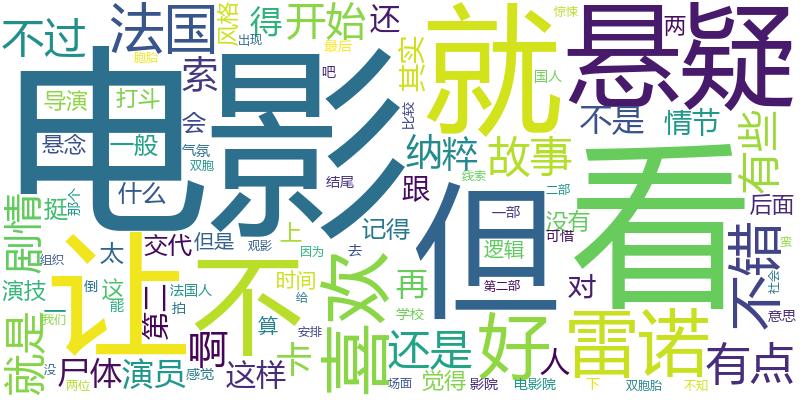 电影
看
让
不
但
就
悬疑
喜欢
好
雷诺
不错
法国
不过
得
开始
还
风格
出现
胞胎
最后
索
吧
其实
比较
惊悚
两
国人
导演
打斗
悬念
一般
会
气氛
双胞
什么
纳粹
故事
不是
情节
有些
剧情
挺
那个
结尾
跟
线索
二部
没有
后面
组织
太
交代
但是
观影
上
因为
去
记得
一部
逻辑
可惜
蛮
演技
一
倒
这
能
第二
法国人
拍
时间
给
再
第二部
对
社会
意思
就是
我们
没
两位
尸体
演员
啊
感觉
这样
算
卡
安排
学校
还是
场面
觉得
影院
电影院
人
下
双胞胎
不知
有点